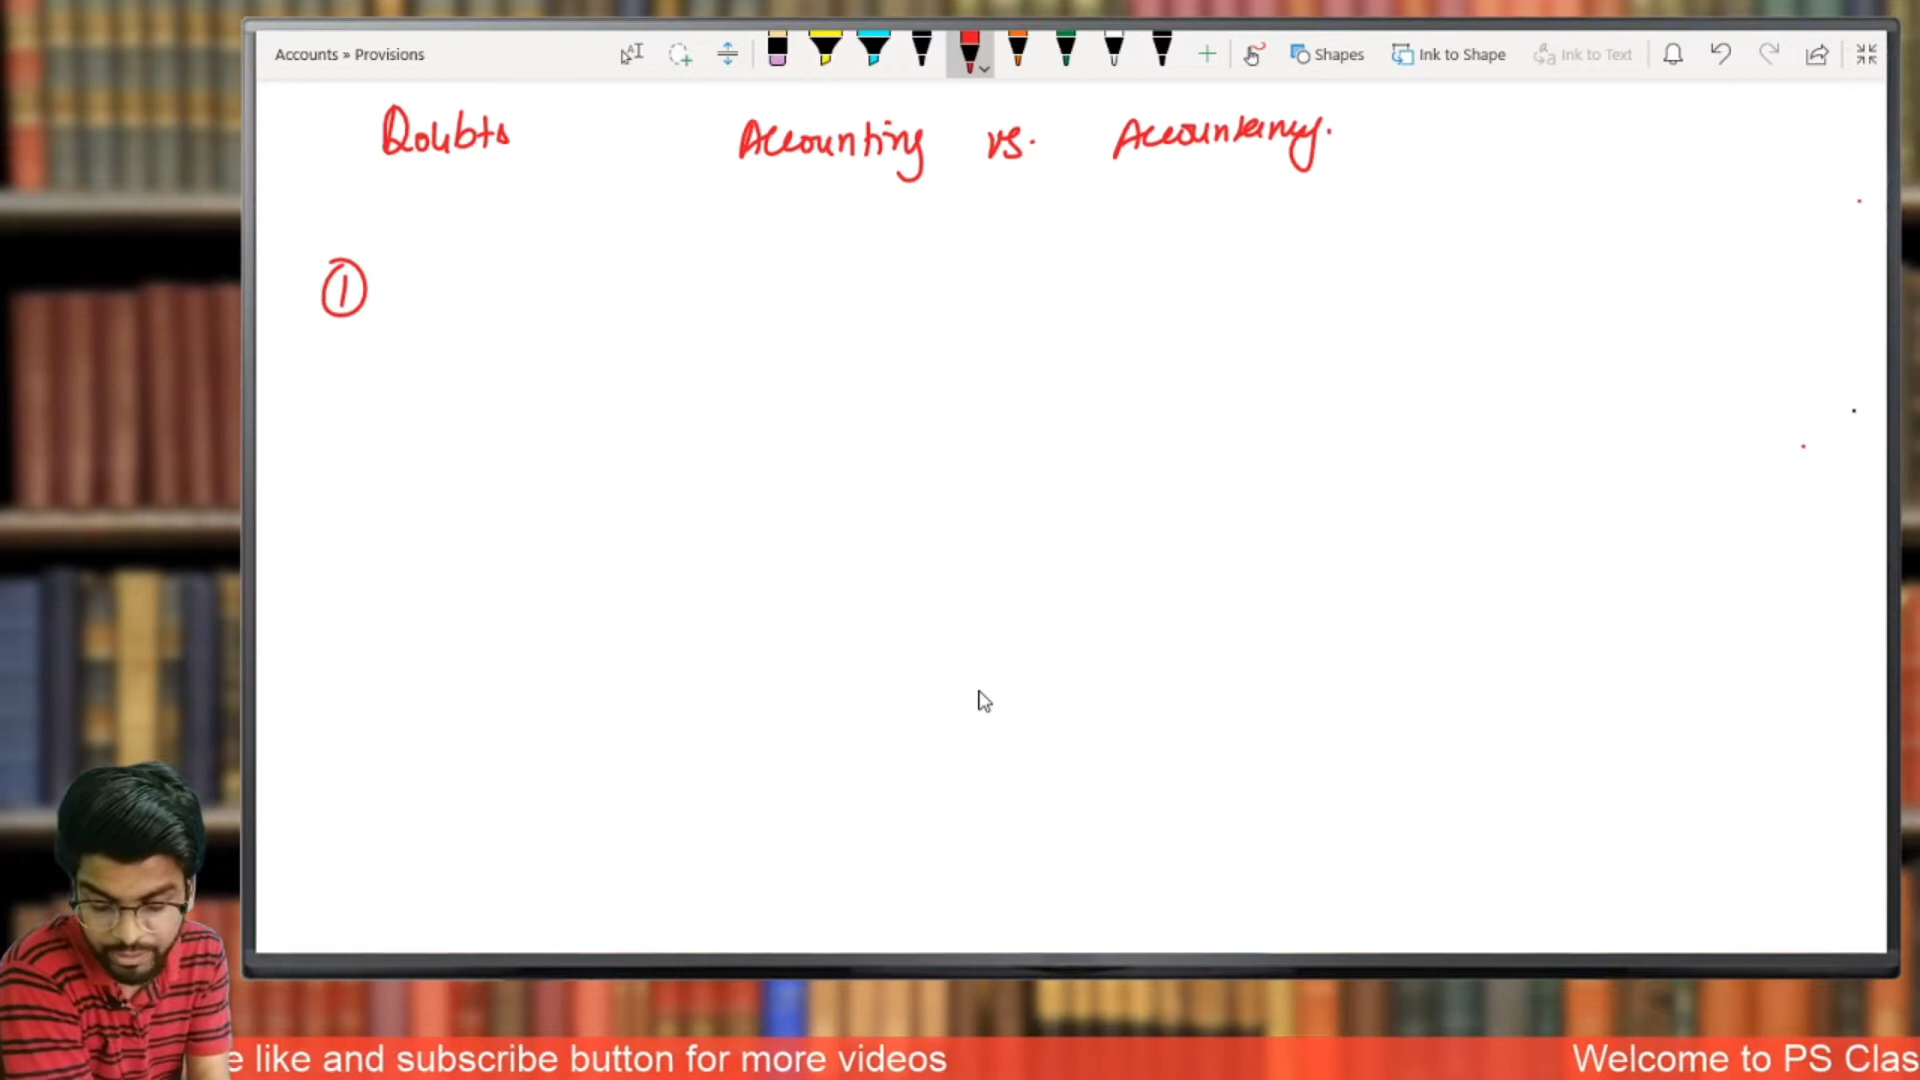 Accounts » Provisions
Shapes
Ink to Shape
Ink to Text
Doubts Accounting vs. Accountancy.
1
e like and subscribe button for more videos
Welcome to PS Clas